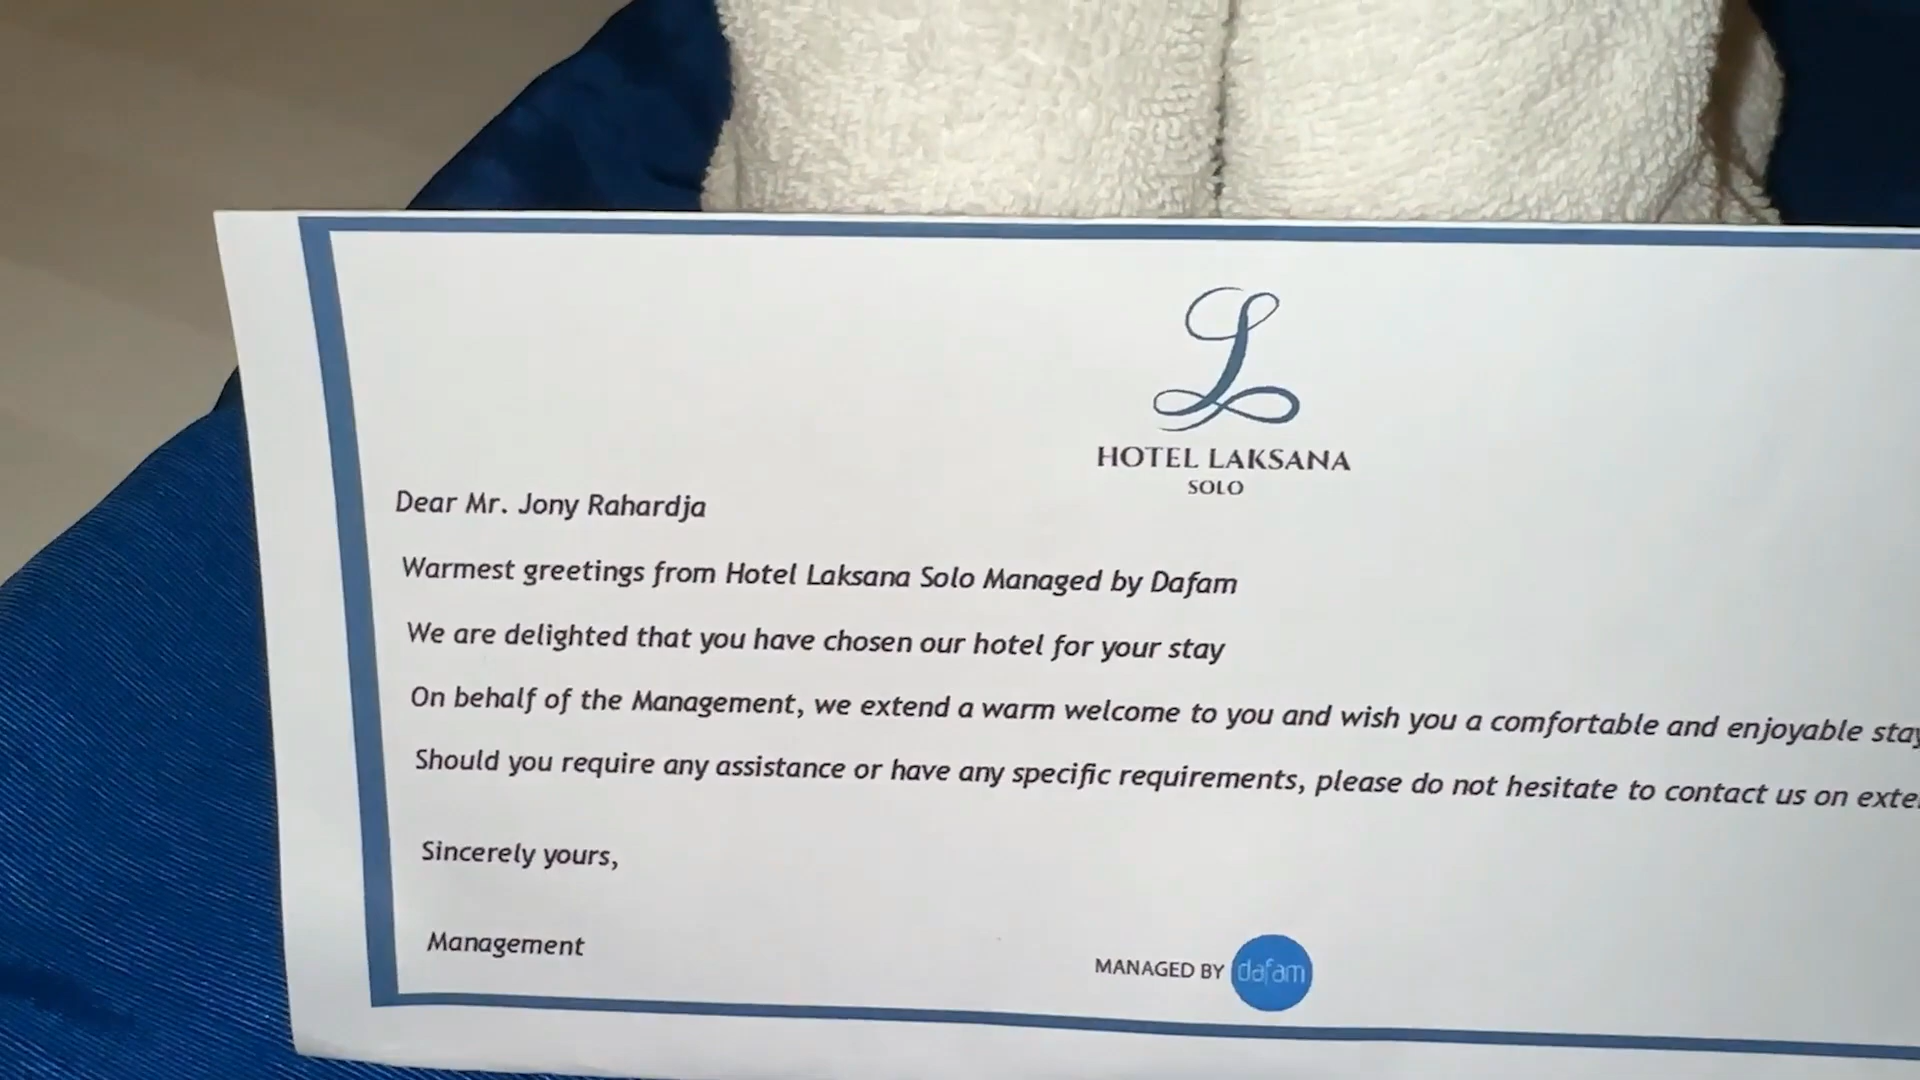 HOTEL LAKSANA
SOLO
Dear Mr. Jony Rahardja
Warmest greetings from Hotel Laksana Solo Managed by Dafam
We are delighted that you have chosen our hotel for your stay
On behalf of the Management, we extend a warm welcome to you and wish you a comfortable and enjoyable stay
Should you require any assistance or have any specific requirements, please do not hesitate to contact us on
Sincerely yours,
Management
MANAGED BY dafam